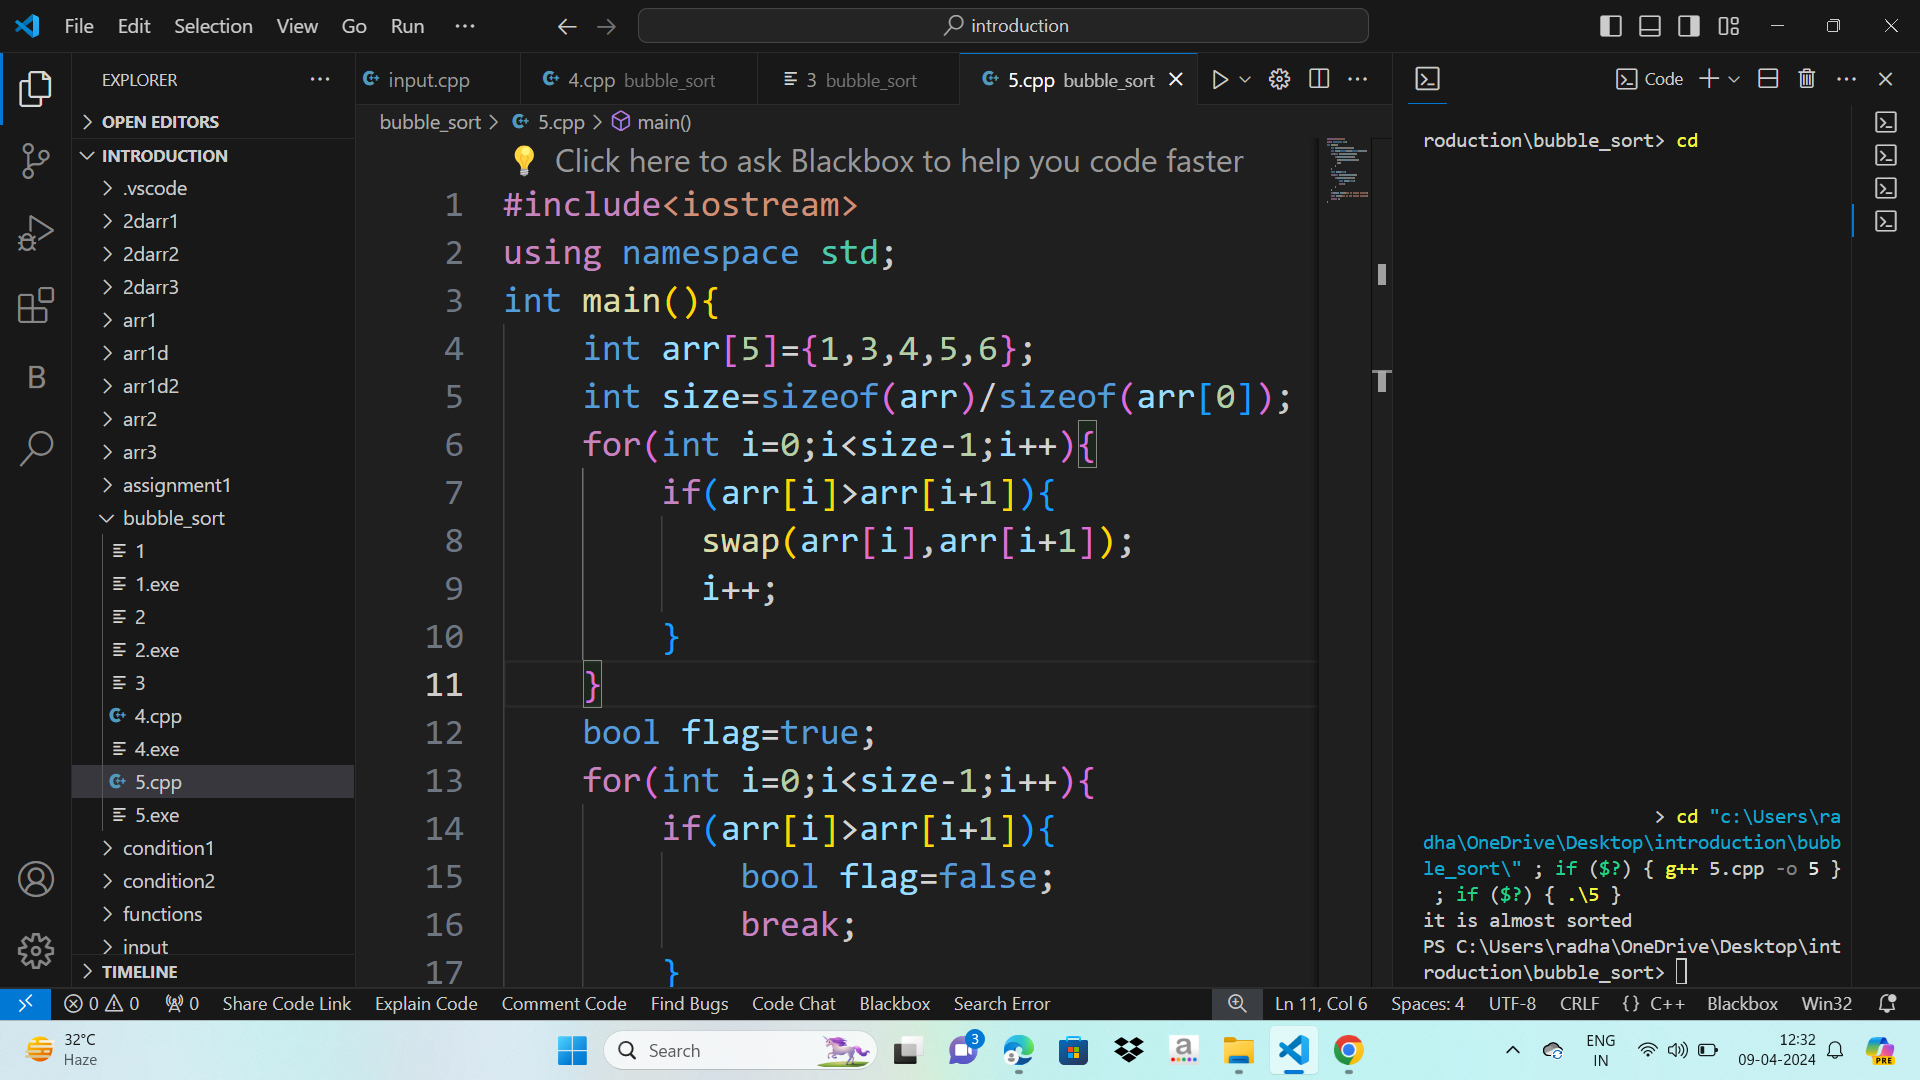 File Edit Selection View Go Run ···
introduction
EXPLORER ···
OPEN EDITORS
INTRODUCTION
.vscode
2darr1
2darr2
2darr3
arr1
arr1d
arr1d2
arr2
arr3
assignment1
bubble_sort
1
1.exe
2
2.exe
3
4.cpp
4.exe
5.cpp
5.exe
condition1
condition2
functions
input
TIMELINE
B
input.cpp
4.cpp bubble_sort
3 bubble_sort
5.cpp bubble_sort
bubble_sort > 5.cpp > main()
Click here to ask Blackbox to help you code faster
1 #include<iostream>
2 using namespace std;
3 int main(){
4 int arr[5]={1,3,4,5,6};
5 int size=sizeof(arr)/sizeof(arr[0]);
6 for(int i=0;i<size-1;i++){
7 if(arr[i]>arr[i+1]){
8 swap(arr[i],arr[i+1]);
9 i++;
10 }
11 }
12 bool flag=true;
13 for(int i=0;i<size-1;i++){
14 if(arr[i]>arr[i+1]){
15 bool flag=false;
16 break;
17 }
Code
roduction\bubble_sort> cd
> cd "c:\Users\ra
dha\OneDrive\Desktop\introduction\bubb
le_sort\" ; if ($?) { g++ 5.cpp -o 5 }
; if ($?) { .\5 }
it is almost sorted
PS C:\Users\radha\OneDrive\Desktop\int
roduction\bubble_sort>
0 0 0 Share Code Link Explain Code Comment Code Find Bugs Code Chat Blackbox Search Error
Ln 11, Col 6 Spaces: 4 UTF-8 CRLF {} C++ Blackbox Win32
32°C
Haze
Search
3
a
ENG
IN
12:32
09-04-2024
PRE